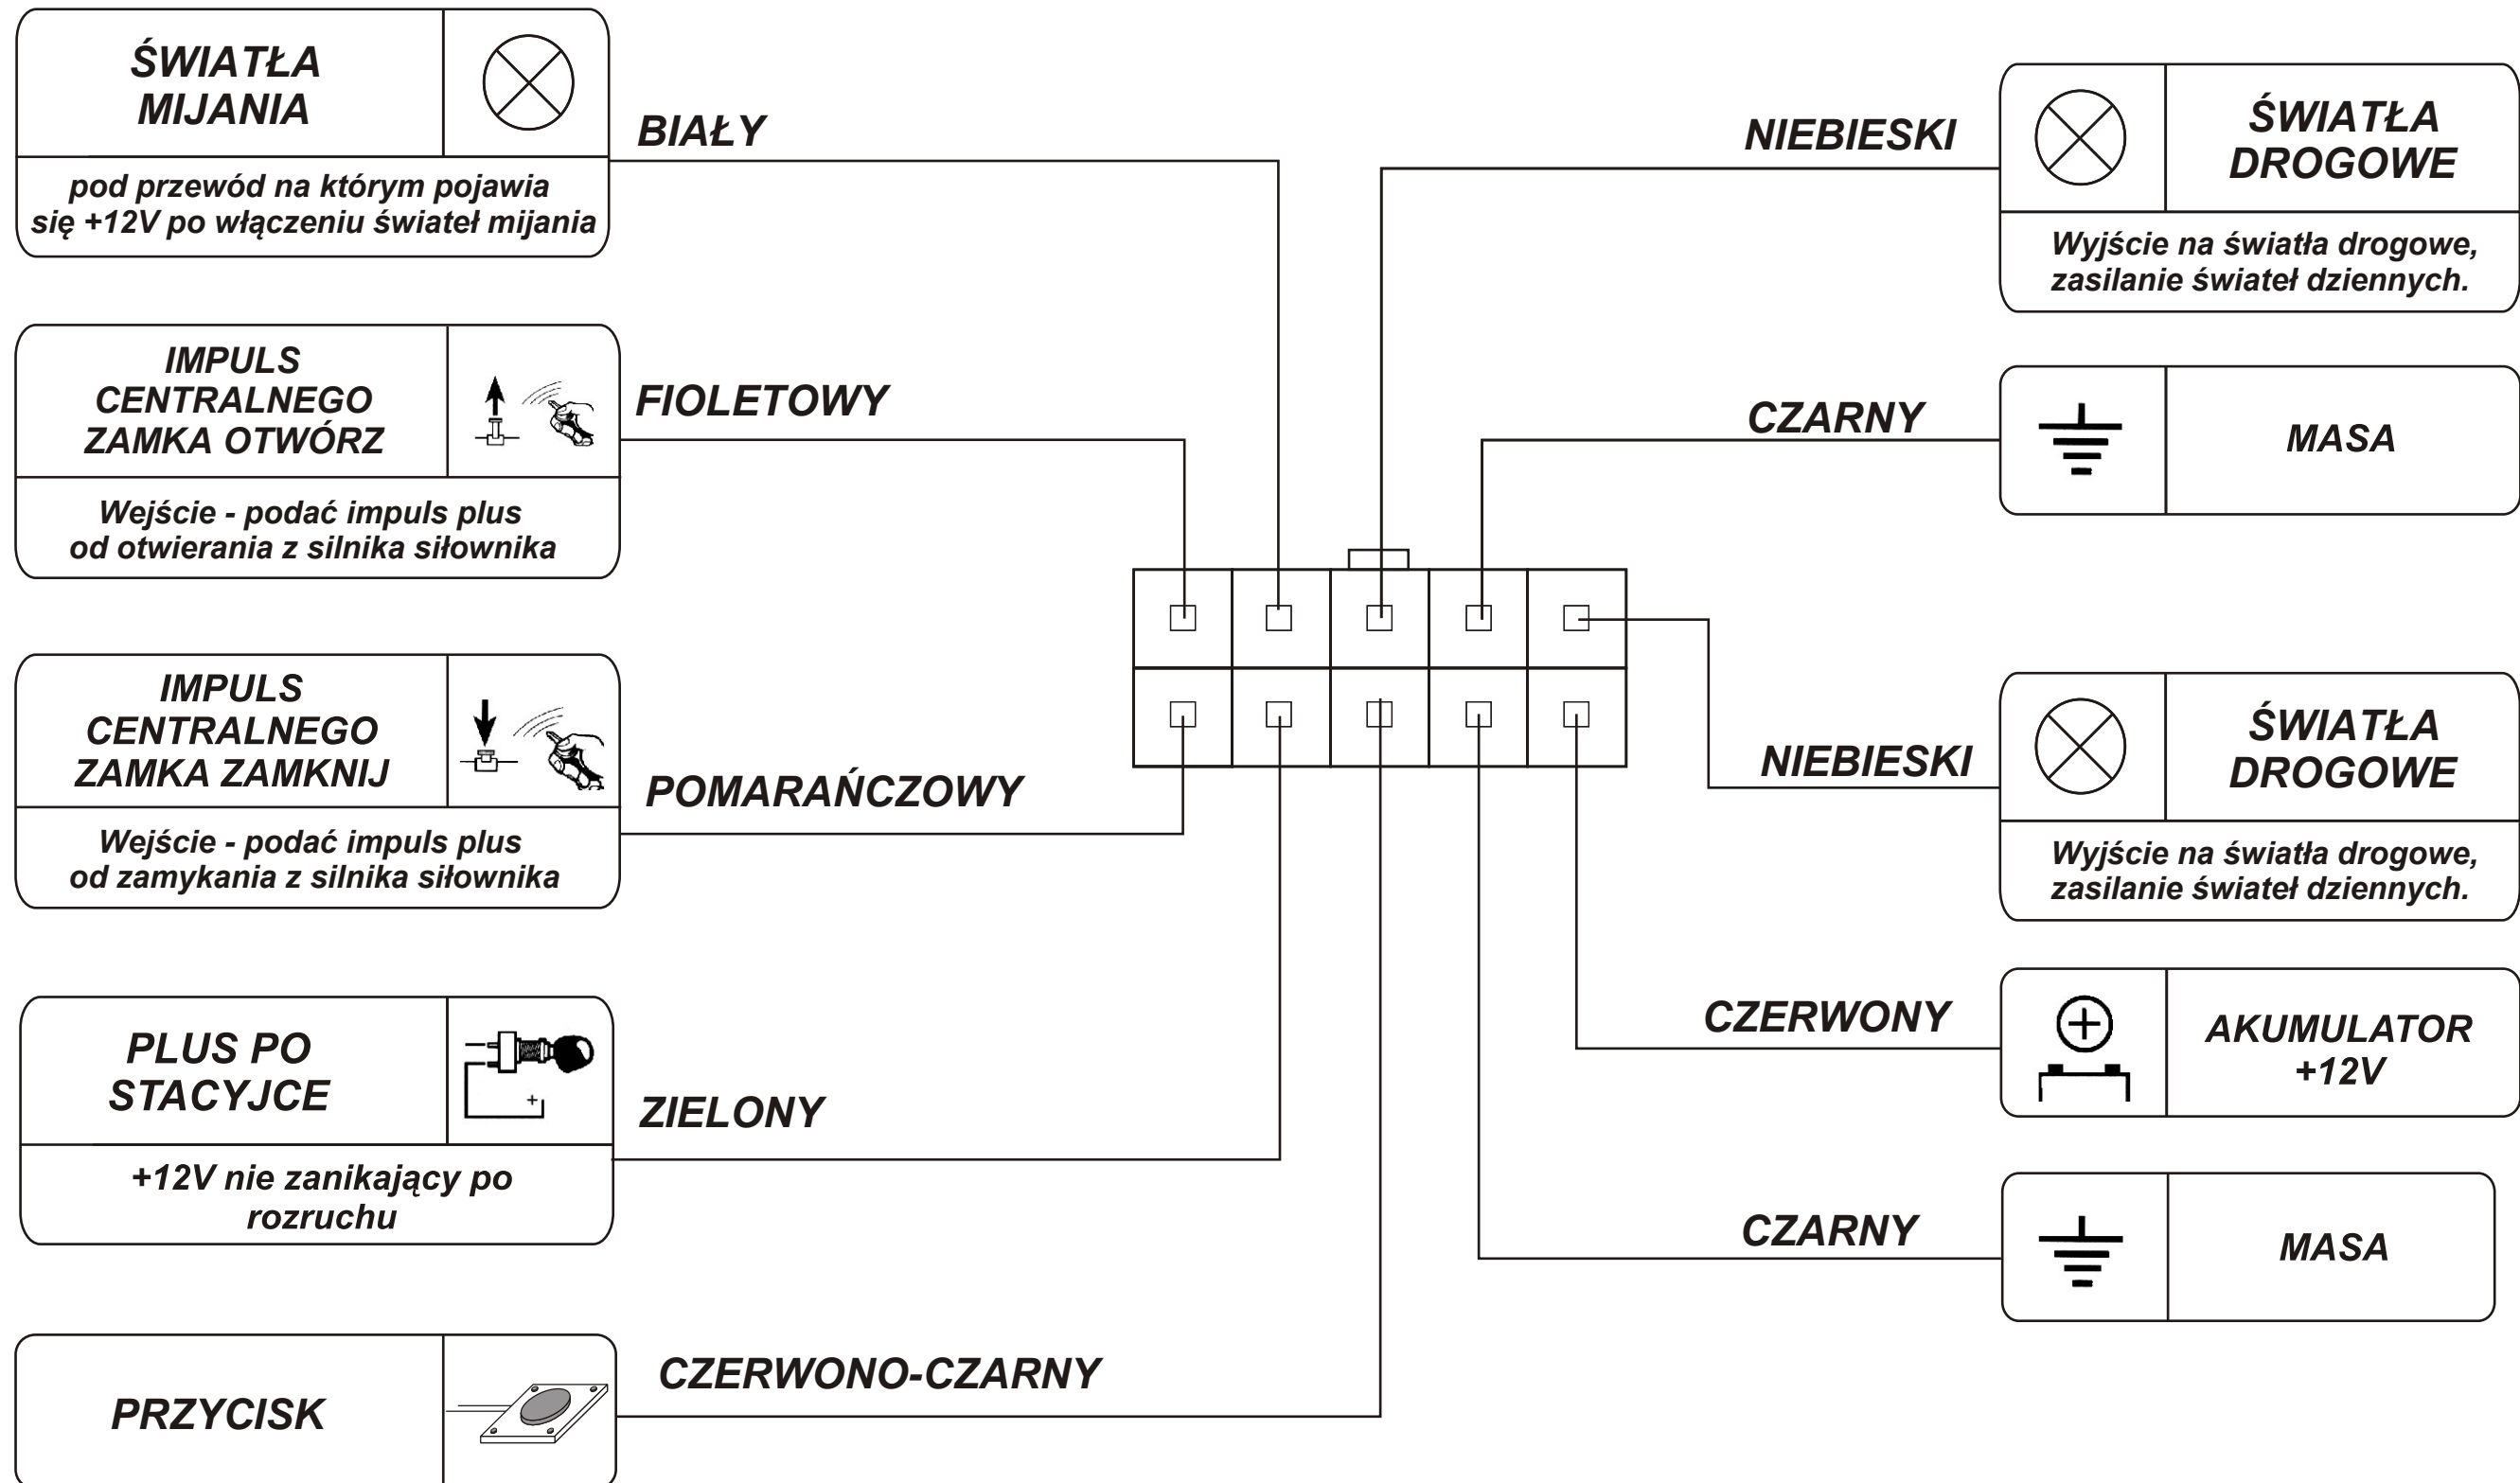 ŚWIATŁA
MIJANIA
pod przewód na którym pojawia
się +12V po włączeniu świateł mijania
BIAŁY
IMPULS
CENTRALNEGO
ZAMKA OTWÓRZ
Wejście - podać impuls plus
od otwierania z silnika siłownika
FIOLETOWY
IMPULS
CENTRALNEGO
ZAMKA ZAMKNIJ
Wejście - podać impuls plus
od zamykania z silnika siłownika
POMARAŃCZOWY
PLUS PO
STACYJCE
+
+12V nie zanikający po
rozruchu
ZIELONY
PRZYCISK
CZERWONO-CZARNY
NIEBIESKI
ŚWIATŁA
DROGOWE
Wyjście na światła drogowe,
zasilanie świateł dziennych.
CZARNY
MASA
NIEBIESKI
ŚWIATŁA
DROGOWE
Wyjście na światła drogowe,
zasilanie świateł dziennych.
CZERWONY
+
AKUMULATOR
+12V
CZARNY
MASA